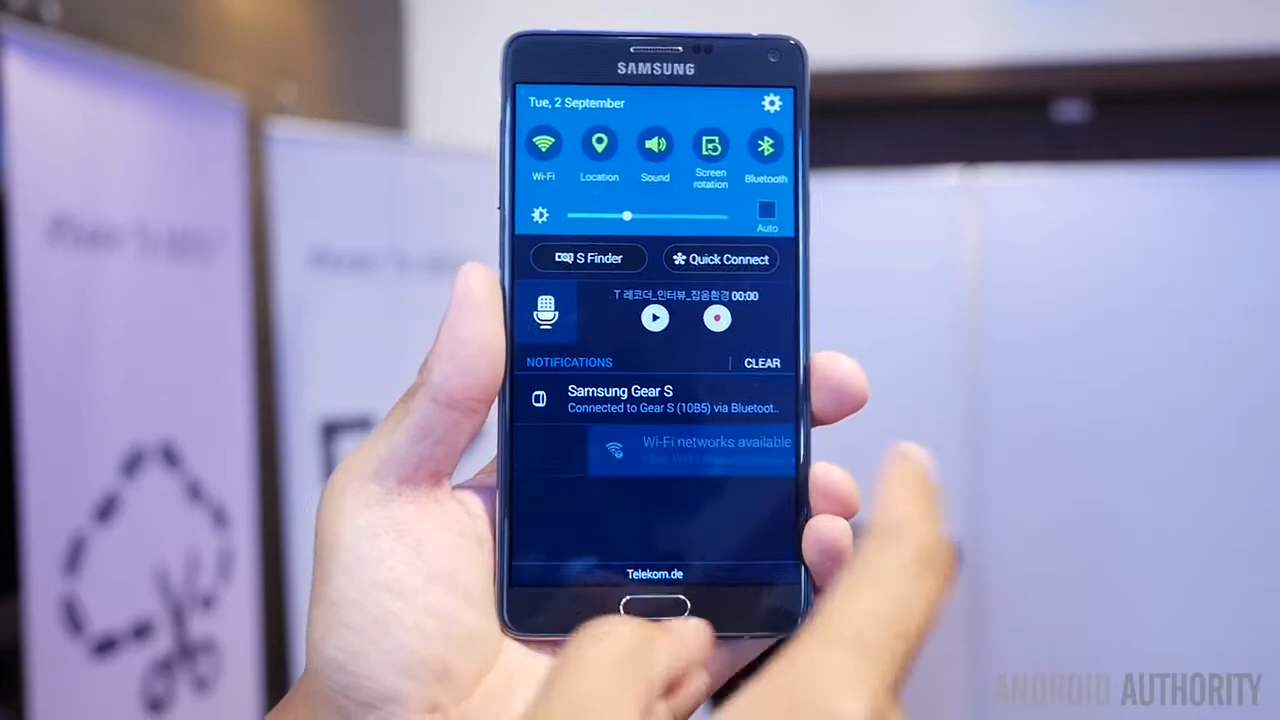 SAMSUNG
Tue, 2 September
Wi-Fi
Location
Sound
Screen
rotation
Bluetooth
Auto
S Finder
Quick Connect
T 레코더_인터뷰_잡음환경 00:00
NOTIFICATIONS
CLEAR
Samsung Gear S
Connected to Gear S (10B5) via Bluetoot..
Wi-Fi networks available
Telekom.de
ANDROID AUTHORITY